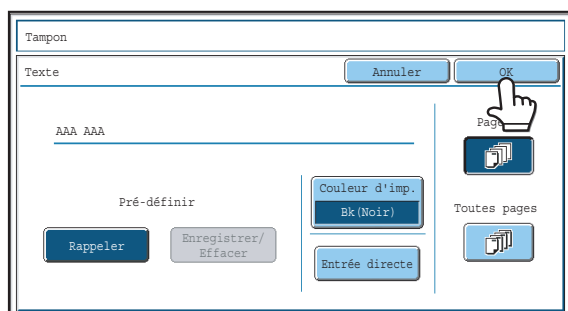 Tampon
Texte
Annuler
OK
AAA AAA
Page
Couleur d'imp.
Bk(Noir)
Pré-définir
Toutes pages
Rappeler
Enregistrer/
Effacer
Entrée directe